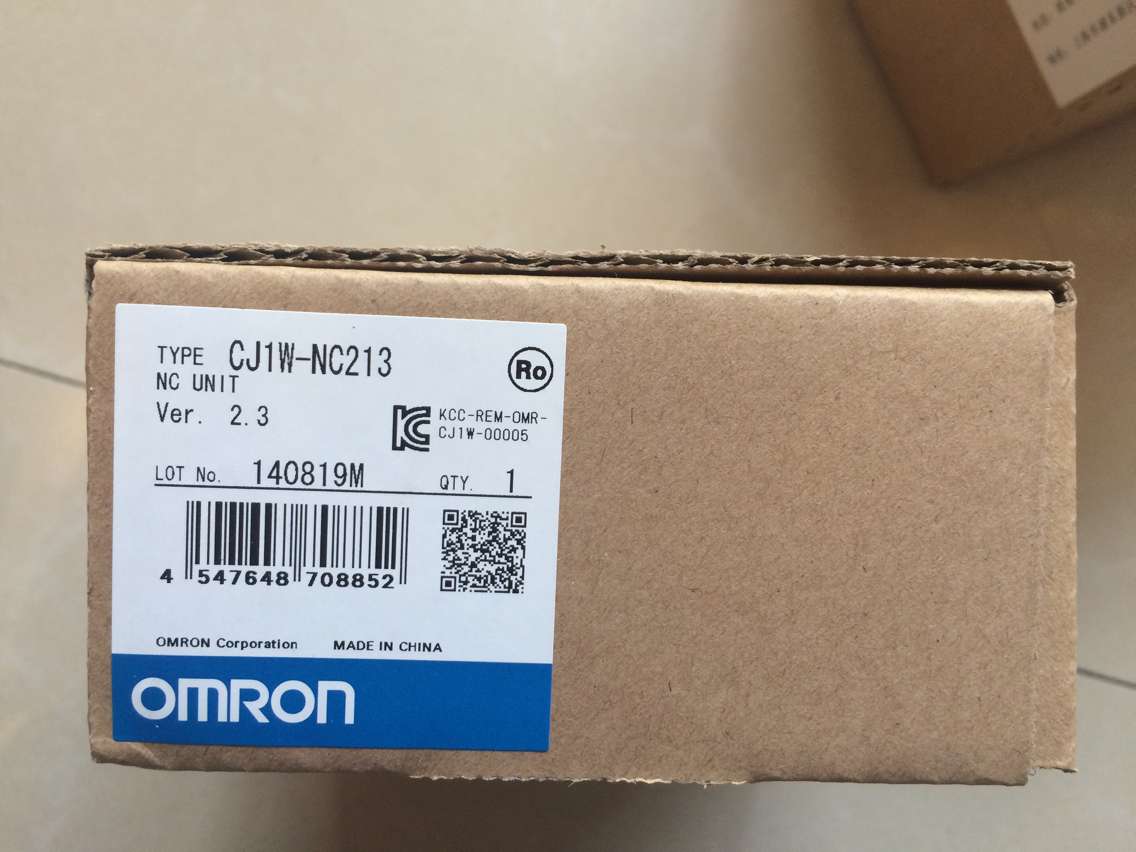 TYPE CJ1W-NC213
NC UNIT
Ver. 2.3
Ro
KC
KCC-REM-OMR-
CJ1W-00005
LOT No. 140819M QTY. 1
4 547648 708852
OMRON Corporation MADE IN CHINA
OMRON